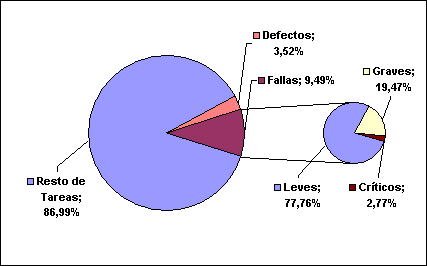 Defectos;
3,52%
Fallas; 9,49%
Graves;
19,47%
Resto de
Tareas;
86,99%
Leves;
77,76%
Críticos;
2,77%